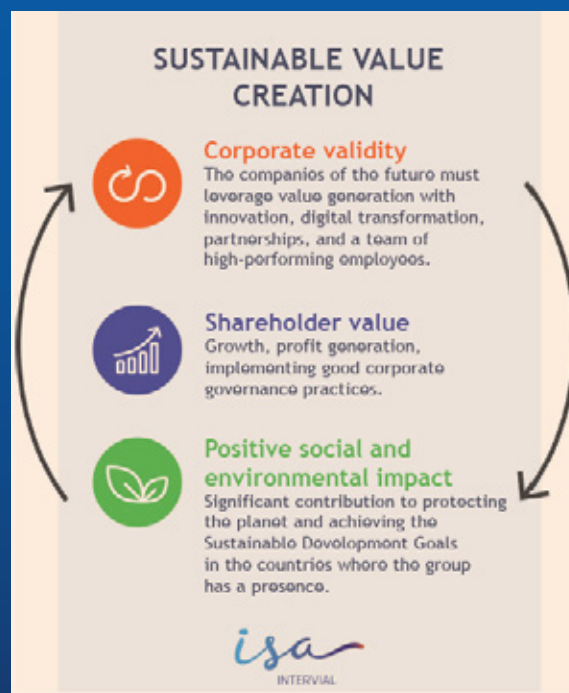 SUSTAINABLE VALUE
CREATION
Corporate validity
The companies of the future must
leverage value generation with
innovation, digital transformation,
partnerships, and a team of
high-performing employees.
Shareholder value
Growth, profit generation,
implementing good corporate
governance practices.
Positive social and
environmental impact
Significant contribution to protecting
the planet and achieving the
Sustainable Development Goals
in the countries where the group
has a presence.
isa
INTERVIAL